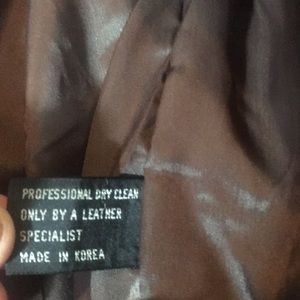 PROFESSIONAL DRY CLEAN
ONLY BY A LEATHER
SPECIALIST
MADE IN KOREA